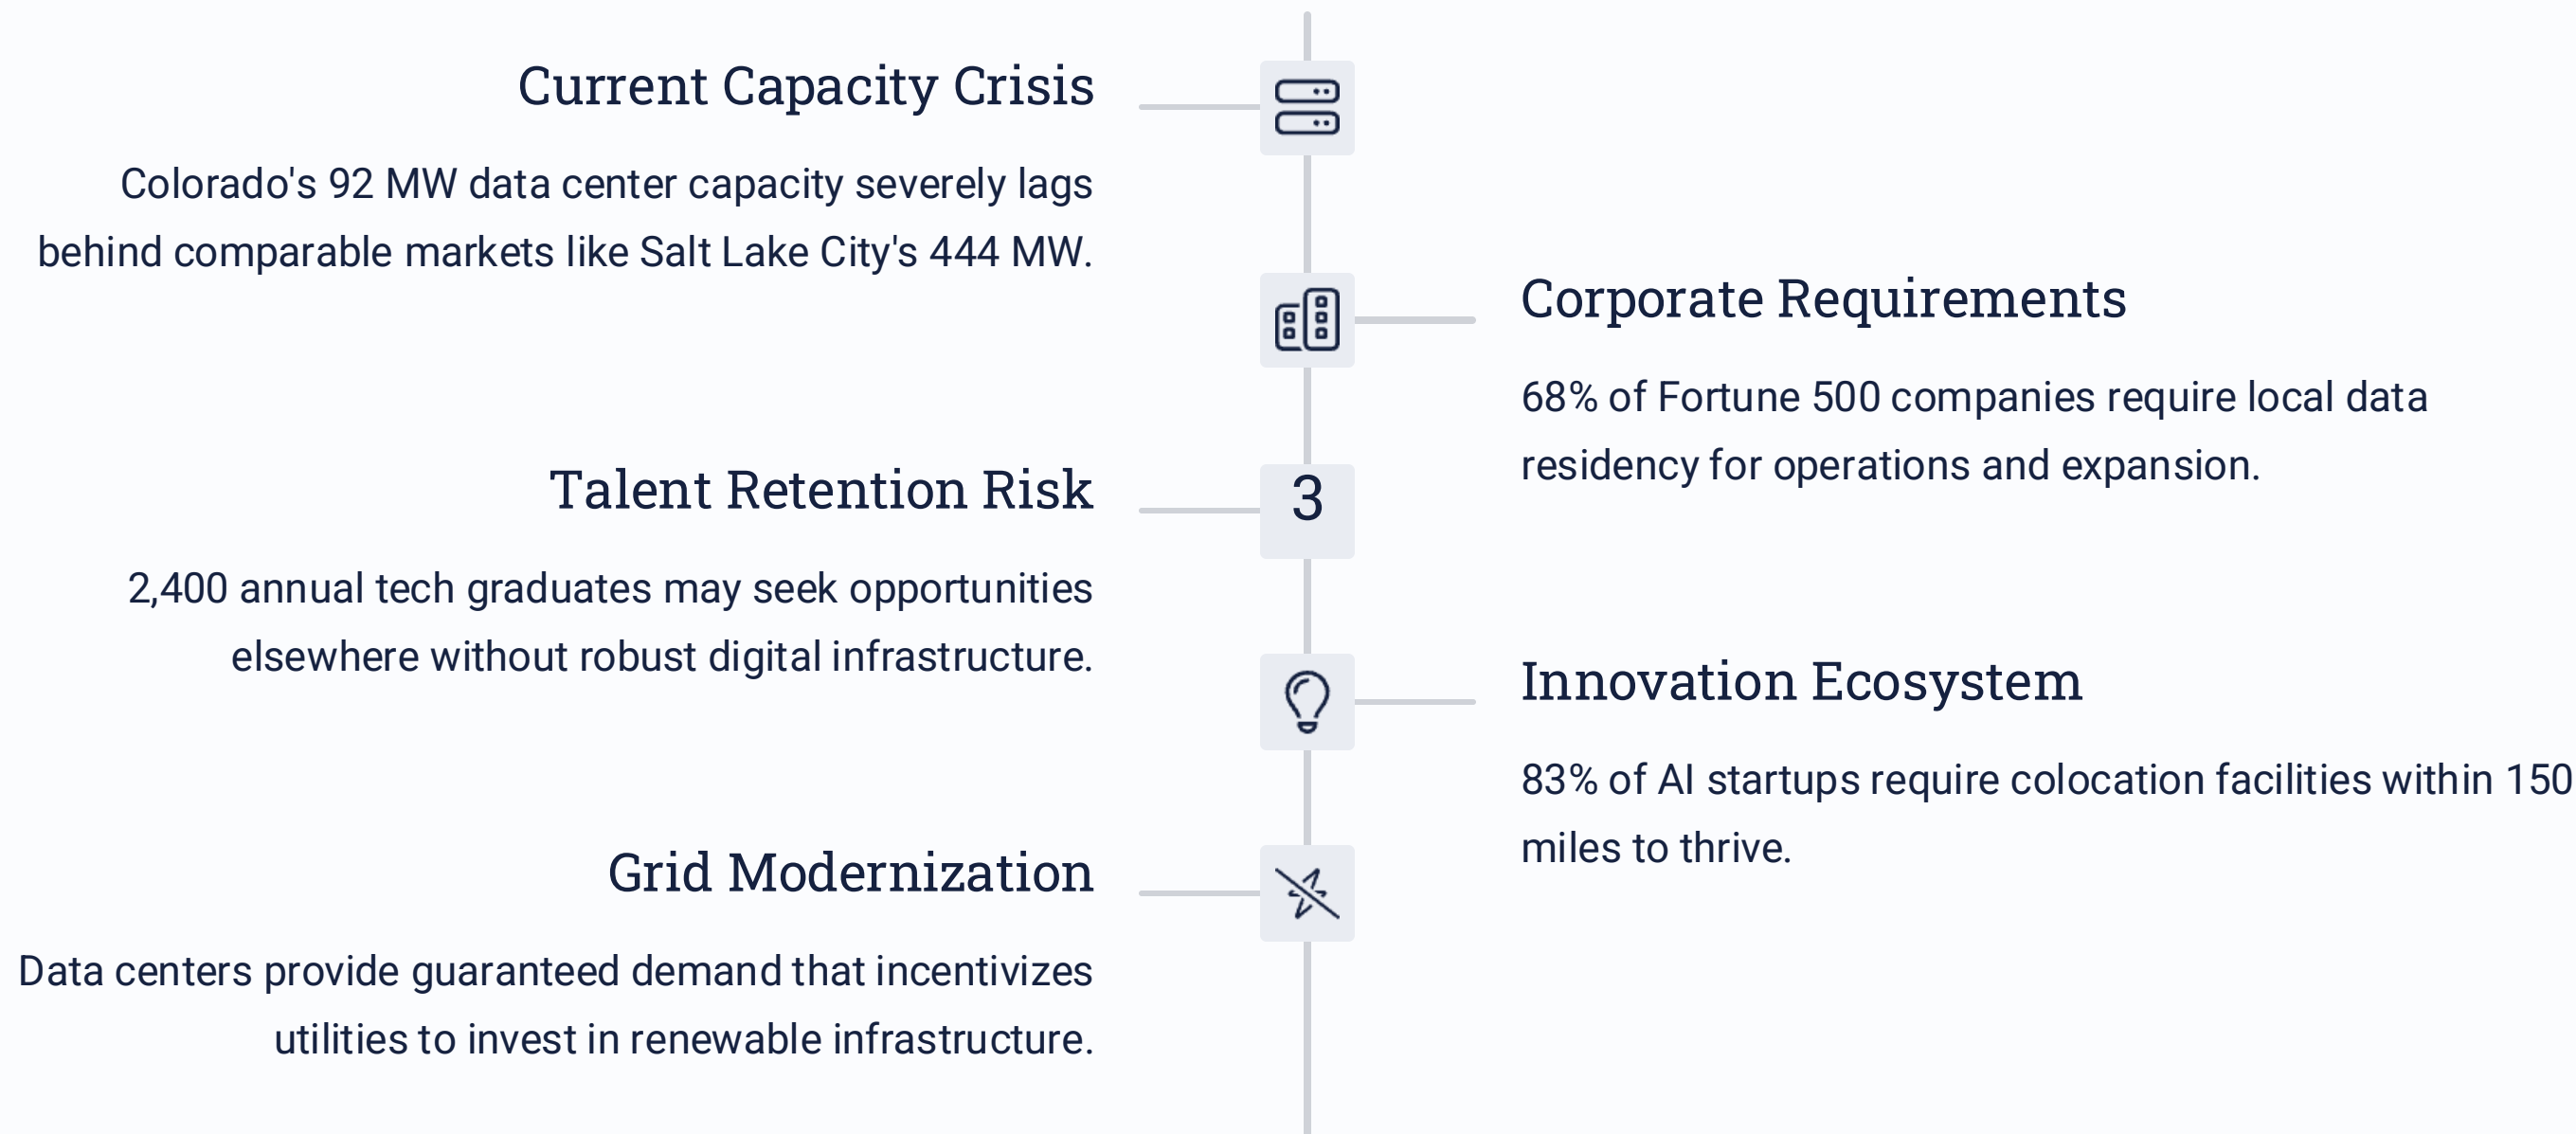 Current Capacity Crisis
Colorado's 92 MW data center capacity severely lags
behind comparable markets like Salt Lake City's 444 MW.
Corporate Requirements
68% of Fortune 500 companies require local data
residency for operations and expansion.
3
Talent Retention Risk
2,400 annual tech graduates may seek opportunities
elsewhere without robust digital infrastructure.
Innovation Ecosystem
83% of AI startups require colocation facilities within 150
miles to thrive.
Grid Modernization
Data centers provide guaranteed demand that incentivizes
utilities to invest in renewable infrastructure.